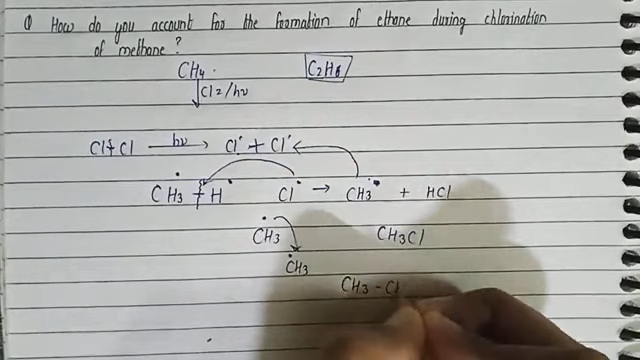 Q How do you account for the formation of ethane during chlorination
of methane ?
CH4 . C2H6
Cl2/hν
Cl+Cl hν → Cl• + Cl•
CH3 + H• Cl• → CH3• + HCl
•CH3 CH3Cl
•CH3
CH3 - C